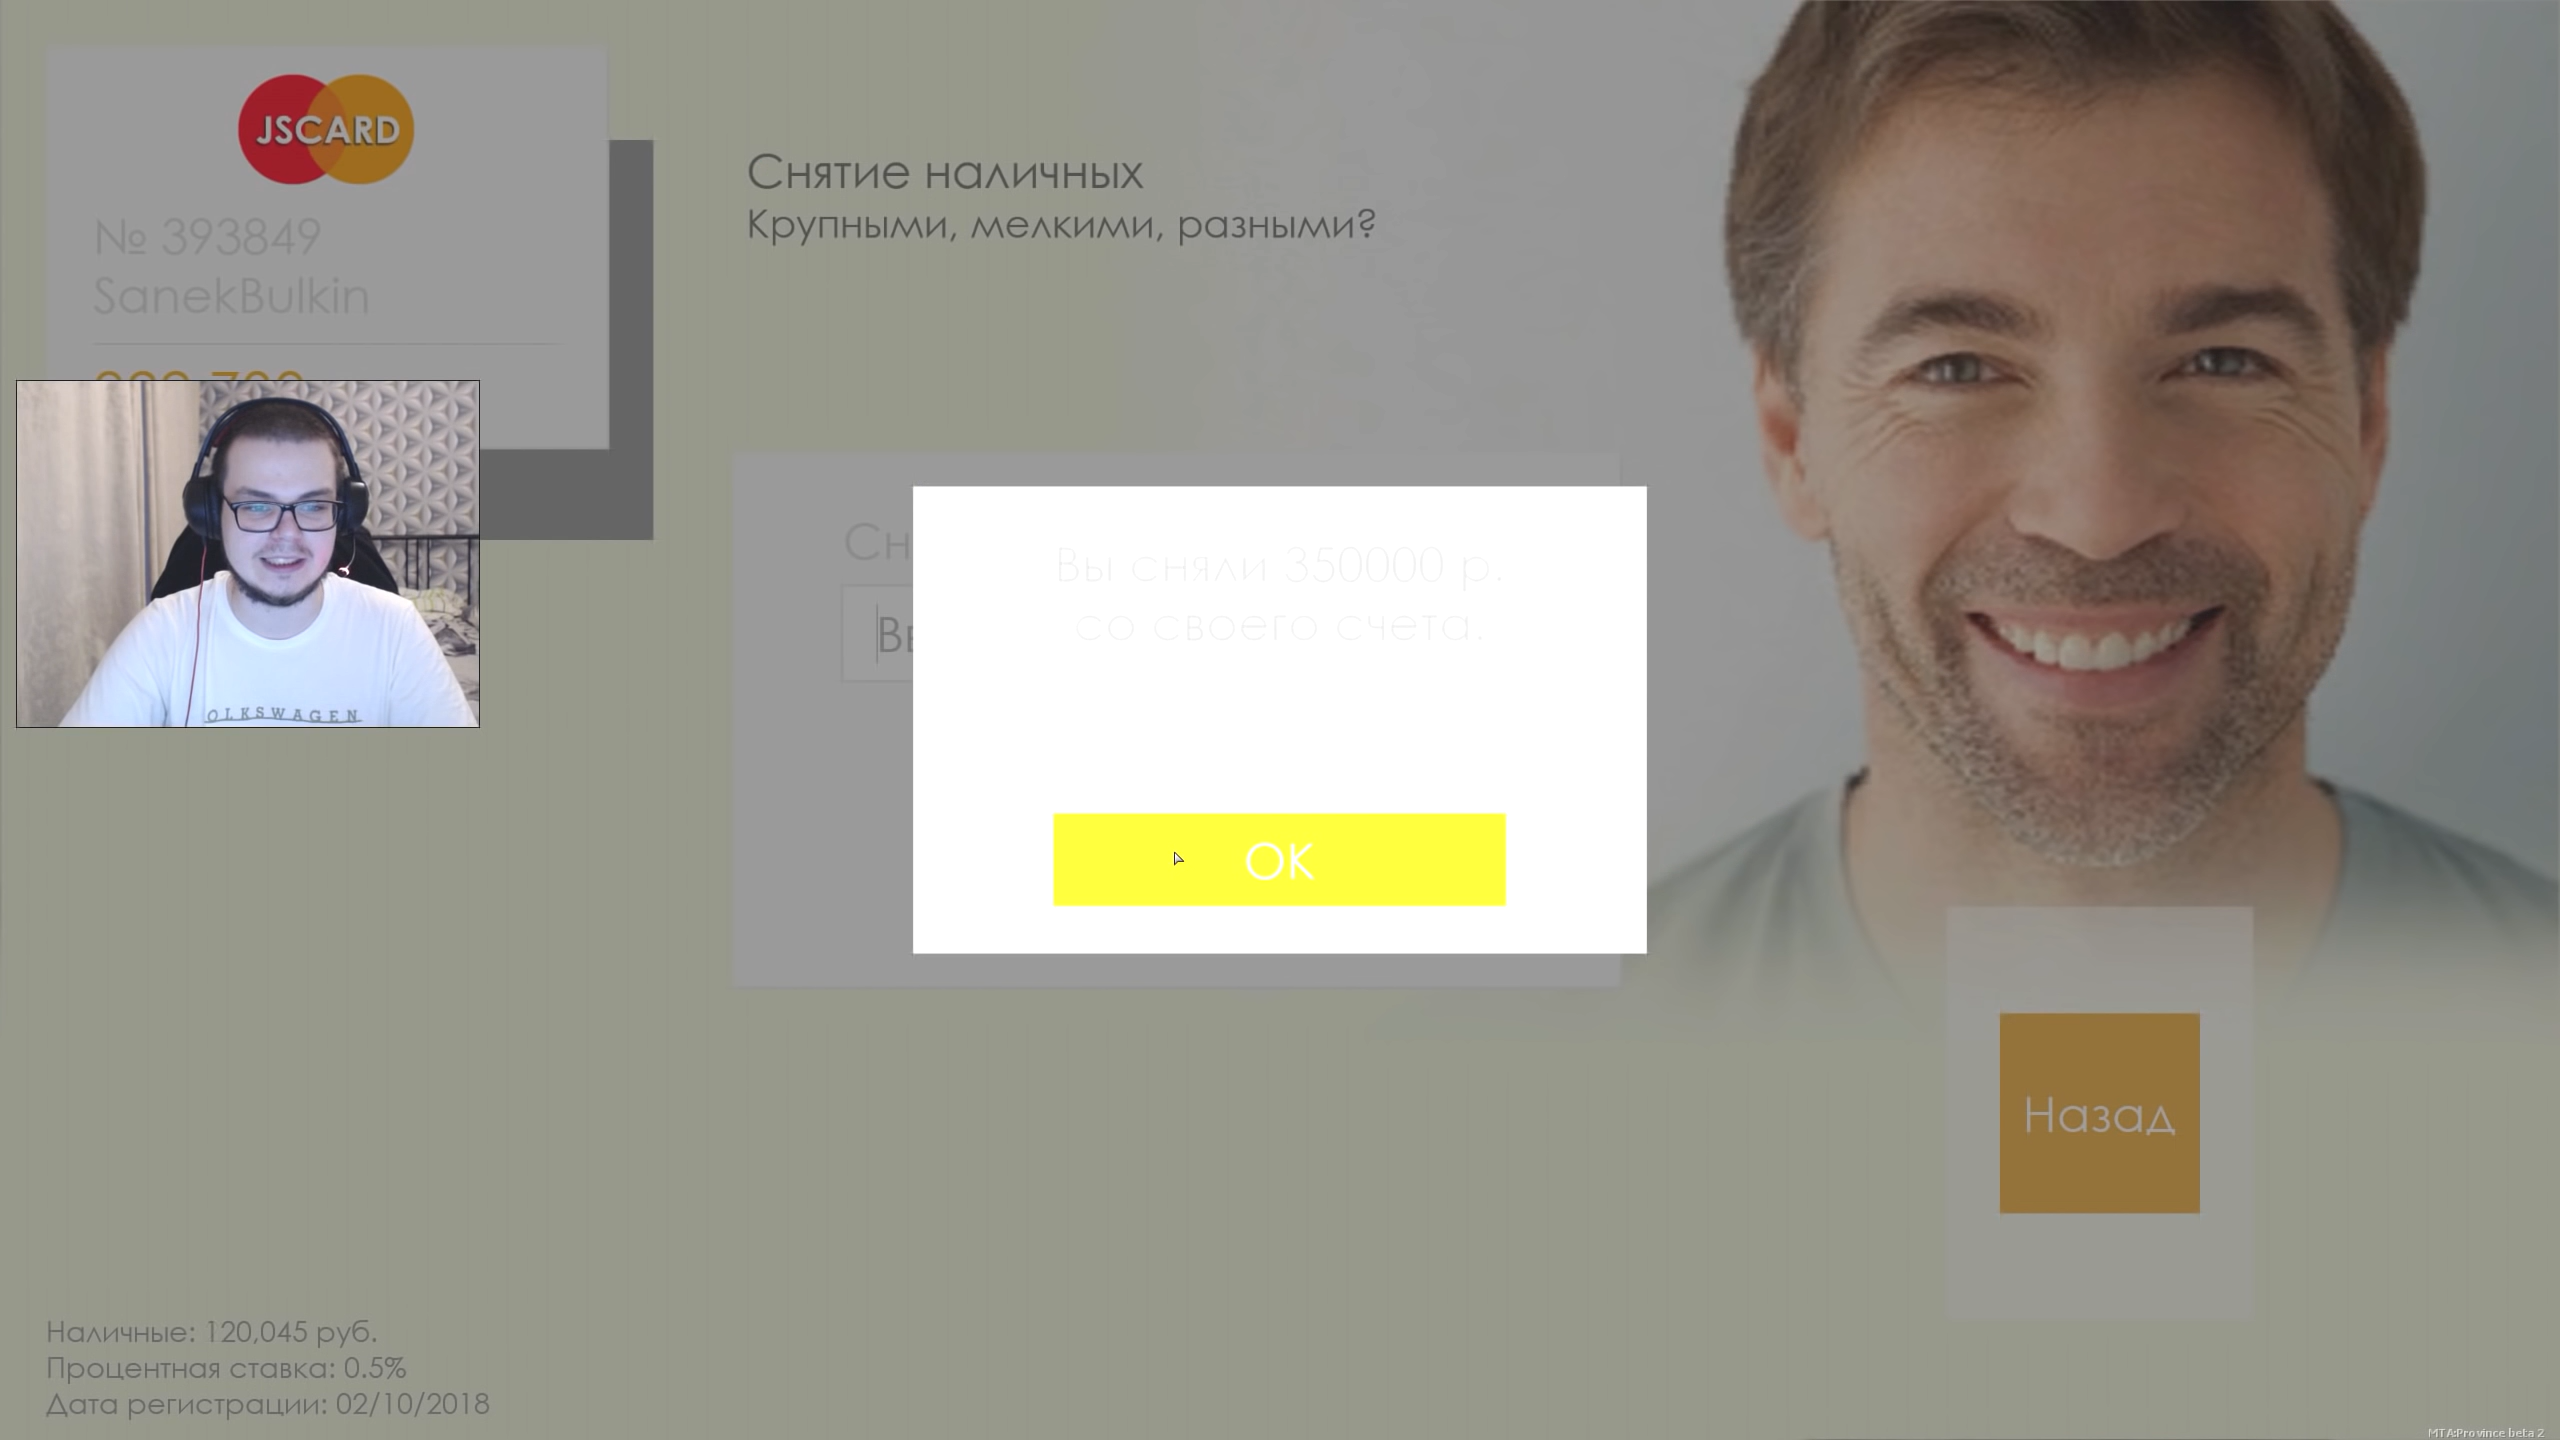 JSCARD
№ 393849
SanekBulkin
Снятие наличных
Крупными, мелкими, разными?
Сн
Вы сняли 350000 р.
со своего счета.
OLKSWAGEN
OK
Назад
Наличные: 120,045 руб.
Процентная ставка: 0.5%
Дата регистрации: 02/10/2018
MTA:Province beta 2